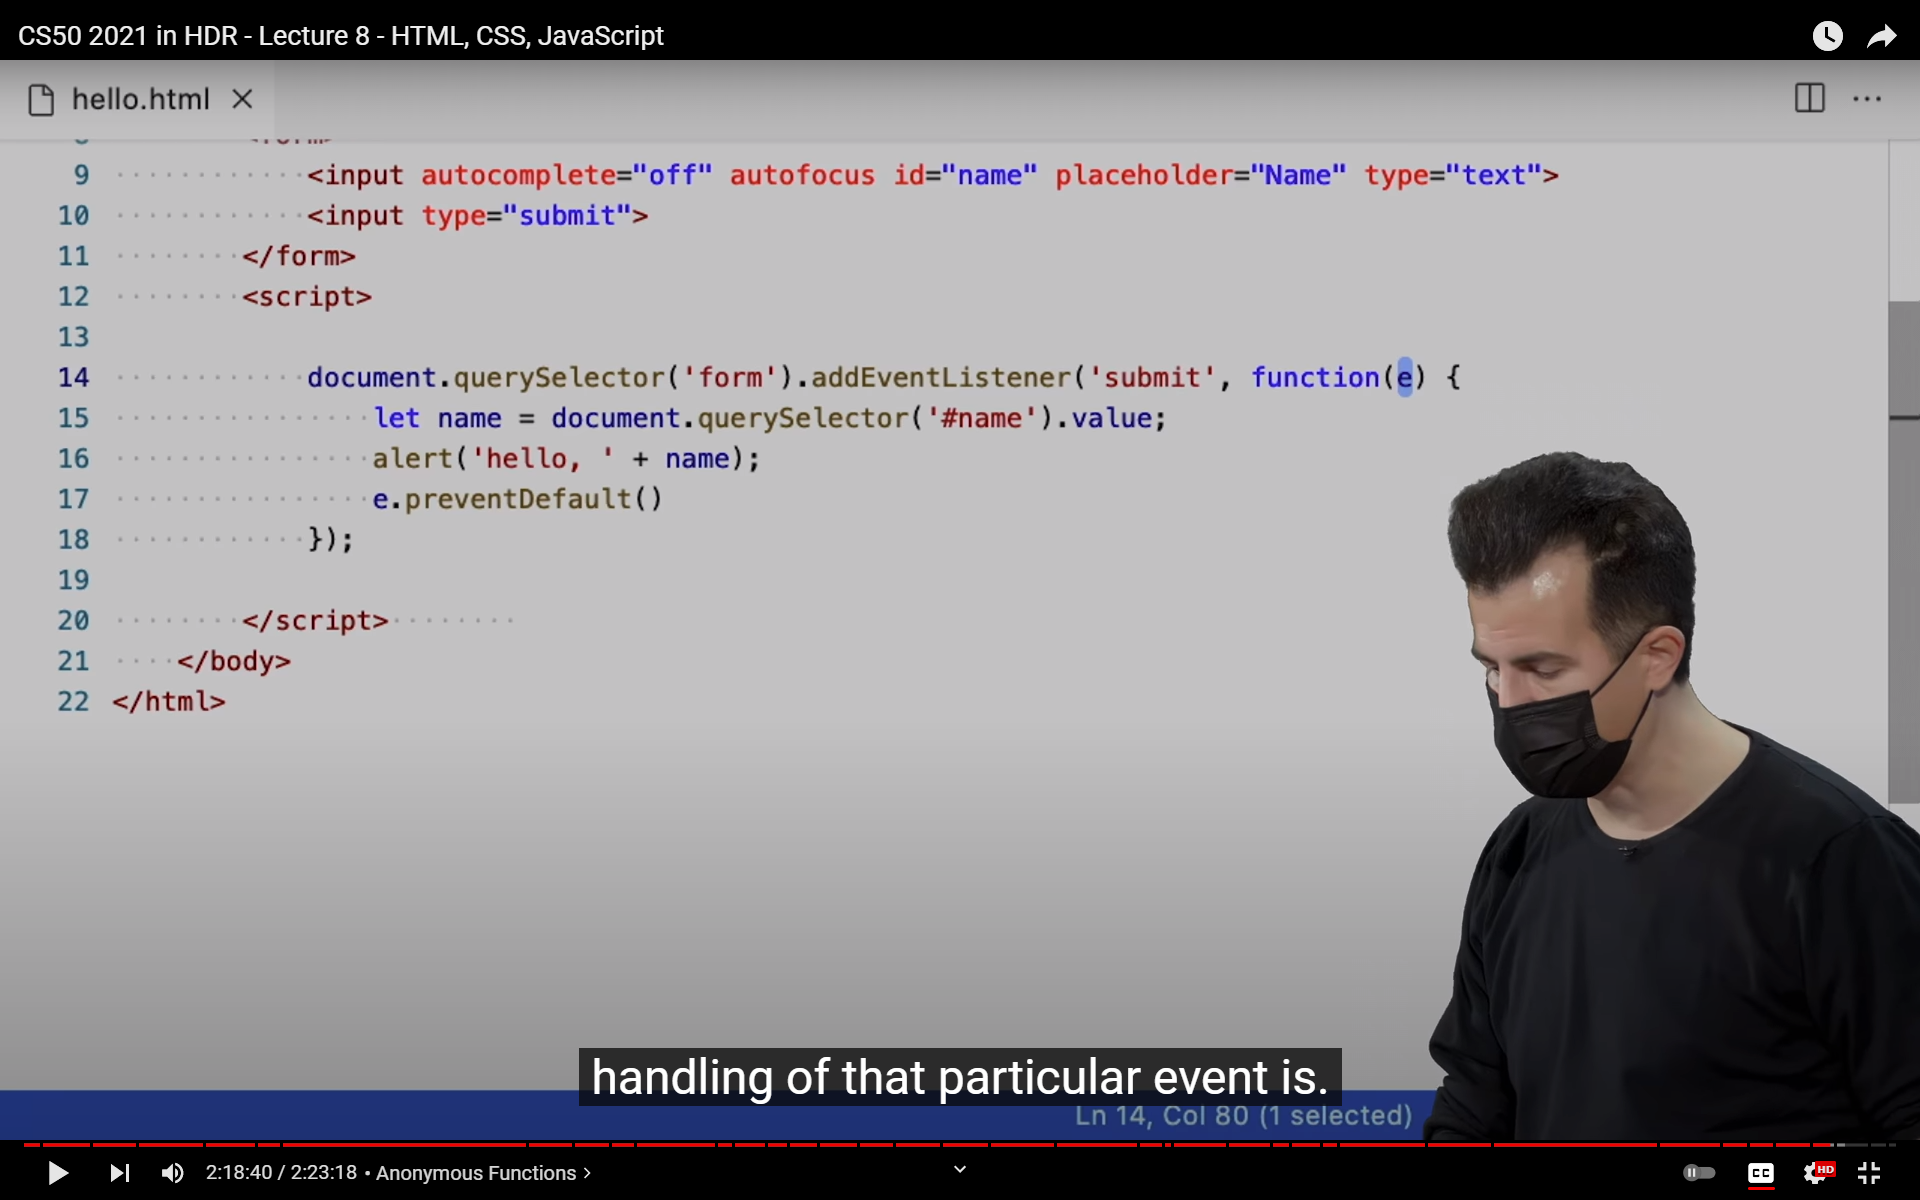 CS50 2021 in HDR - Lecture 8 - HTML, CSS, JavaScript
hello.html
8 <form>
9 <input autocomplete="off" autofocus id="name" placeholder="Name" type="text">
10 <input type="submit">
11 </form>
12 <script>
13
14 document.querySelector('form').addEventListener('submit', function(e) {
15 let name = document.querySelector('#name').value;
16 alert('hello, ' + name);
17 e.preventDefault()
18 });
19
20 </script>
21 </body>
22 </html>
handling of that particular event is.
Ln 14, Col 80 (1 selected)
2:18:40 / 2:23:18 • Anonymous Functions
CC
HD